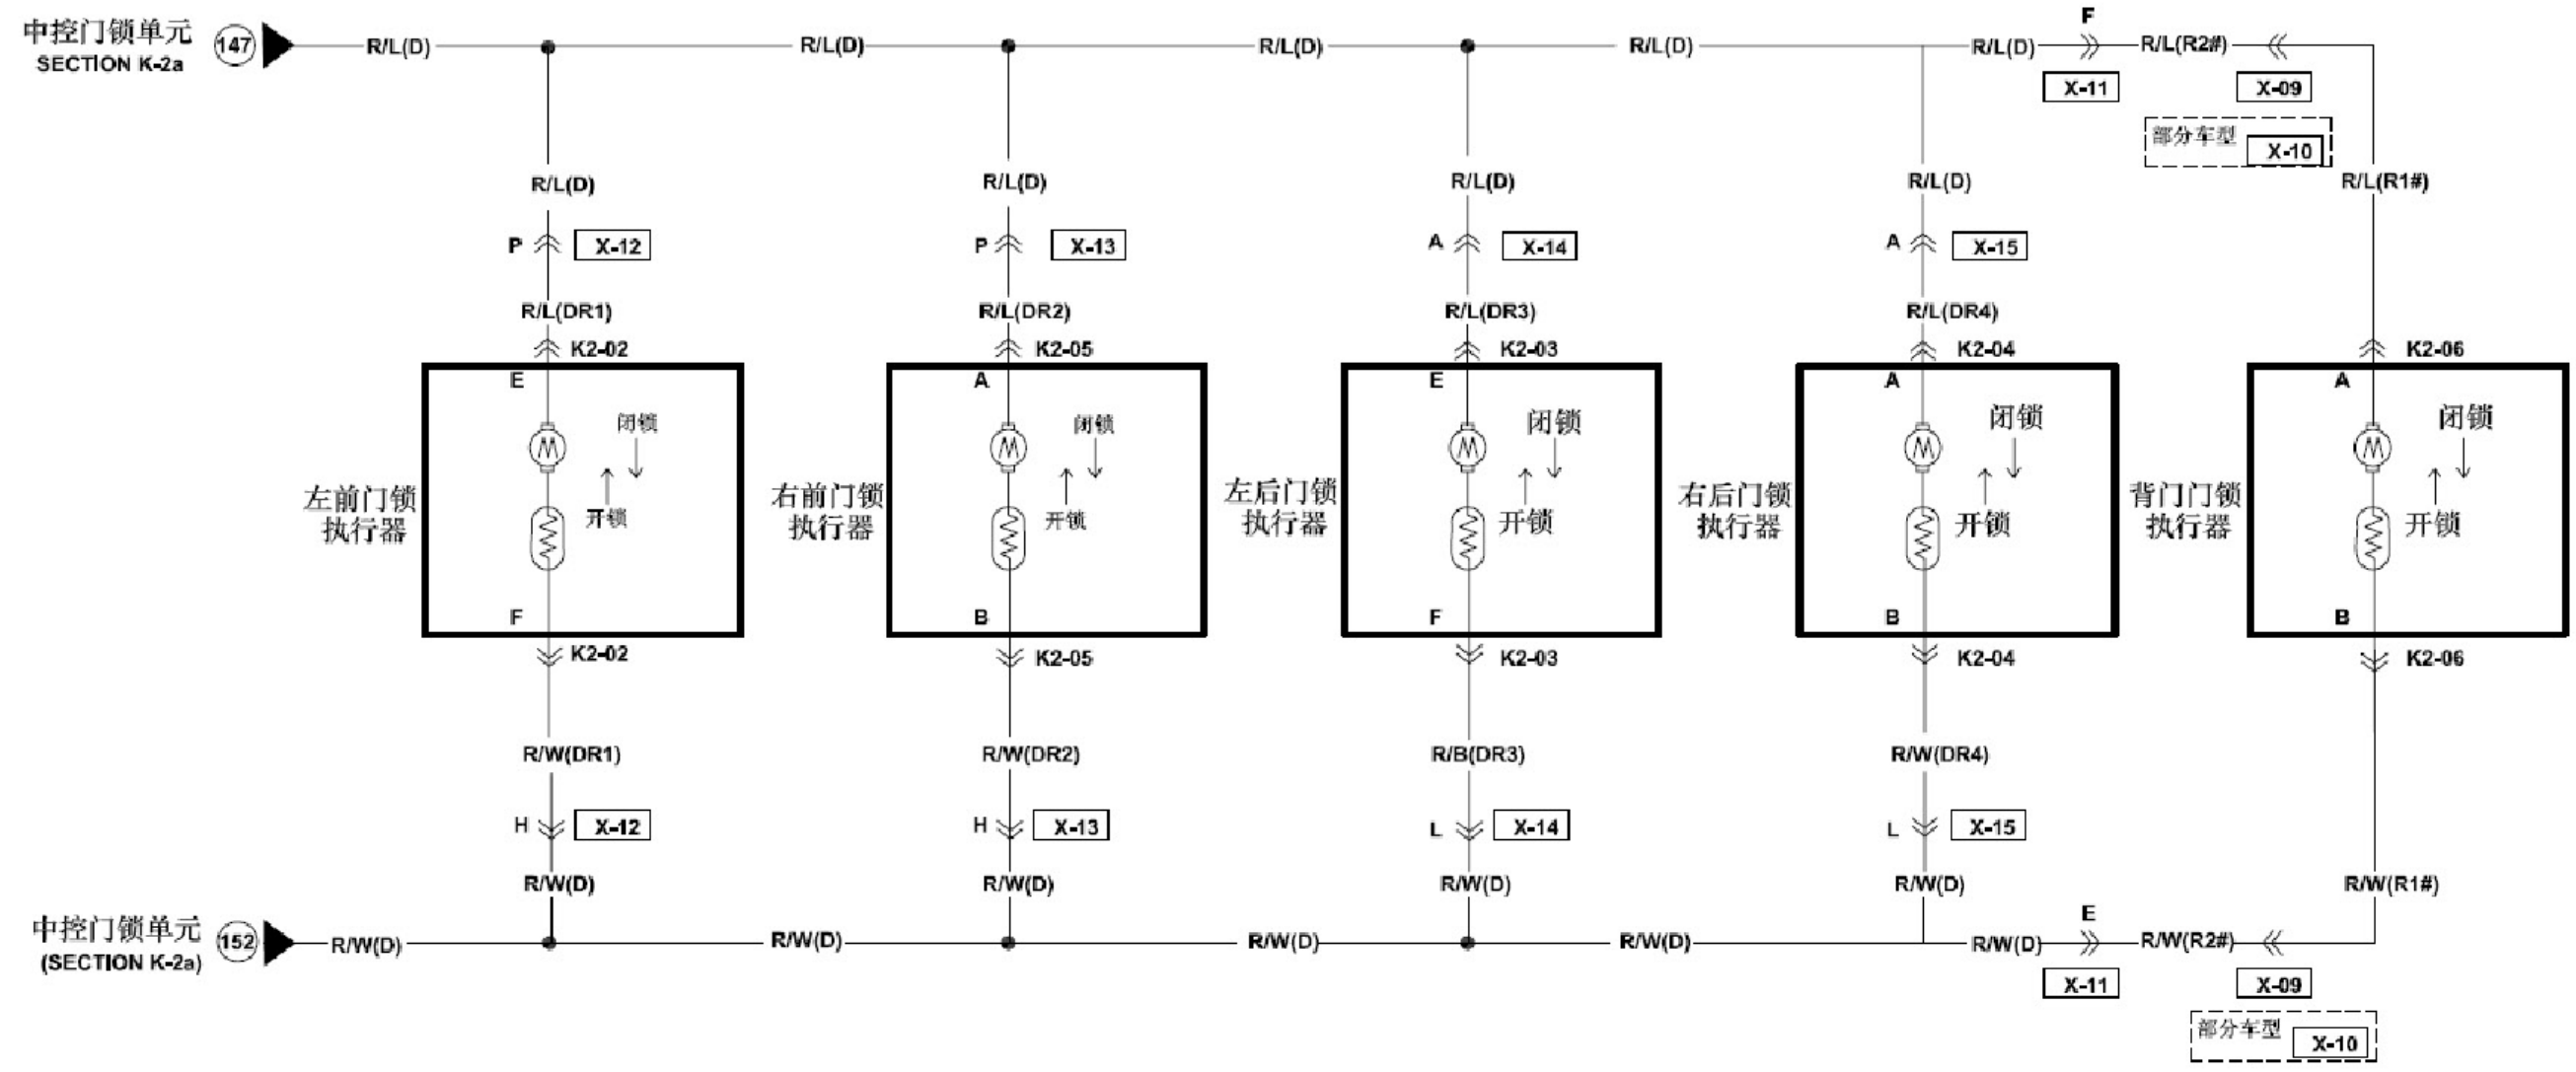 中控门锁单元
SECTION K-2a
147
R/L(D)
R/L(D)
R/L(D)
R/L(D)
R/L(D)
F
R/L(R2#)
X-11
X-09
部分车型
X-10
R/L(D)
R/L(D)
R/L(D)
R/L(D)
R/L(R1#)
P
X-12
P
X-13
A
X-14
A
X-15
R/L(DR1)
R/L(DR2)
R/L(DR3)
R/L(DR4)
K2-02
K2-05
K2-03
K2-04
K2-06
E
A
E
A
A
闭锁
闭锁
闭锁
闭锁
闭锁
M
M
M
M
M
左前门锁
执行器
开锁
右前门锁
执行器
开锁
左后门锁
执行器
开锁
右后门锁
执行器
开锁
背门门锁
执行器
开锁
F
B
F
B
B
K2-02
K2-05
K2-03
K2-04
K2-06
R/W(DR1)
R/W(DR2)
R/B(DR3)
R/W(DR4)
H
X-12
H
X-13
L
X-14
L
X-15
R/W(D)
R/W(D)
R/W(D)
R/W(D)
R/W(R1#)
中控门锁单元
(SECTION K-2a)
152
R/W(D)
R/W(D)
R/W(D)
R/W(D)
R/W(D)
E
R/W(R2#)
X-11
X-09
部分车型
X-10